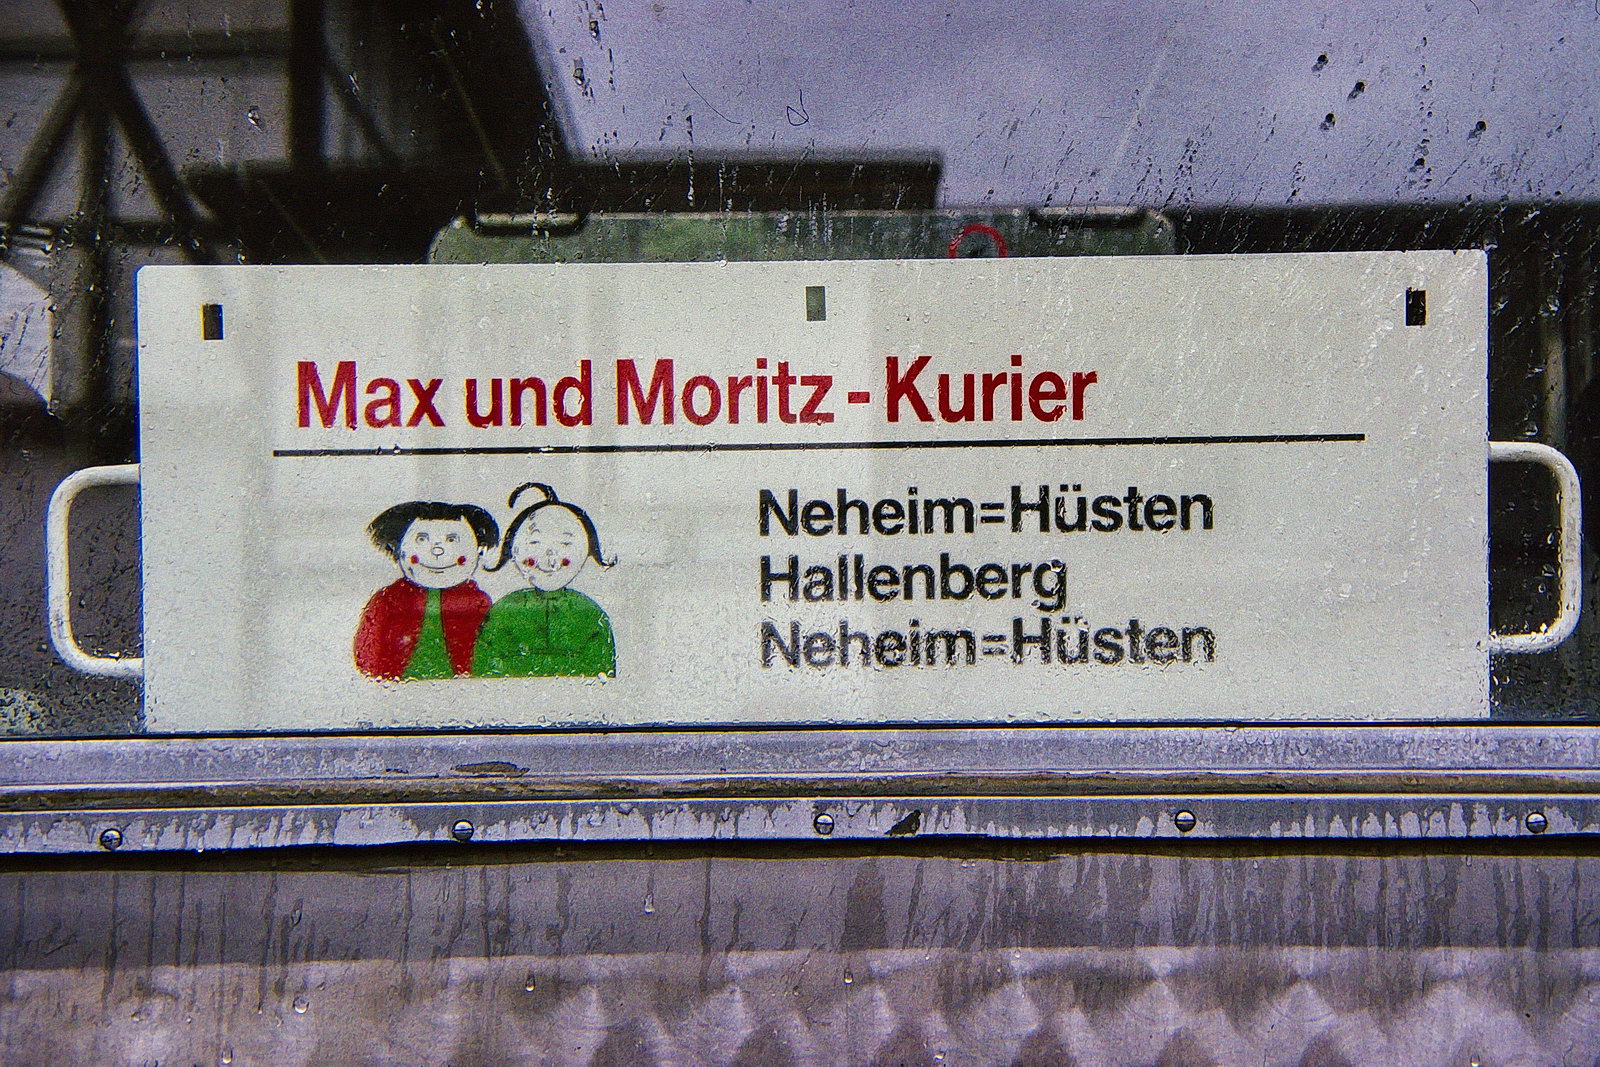 Max und Moritz-Kurier
Neheim=Hüsten
Hallenberg
Neheim=Hüsten